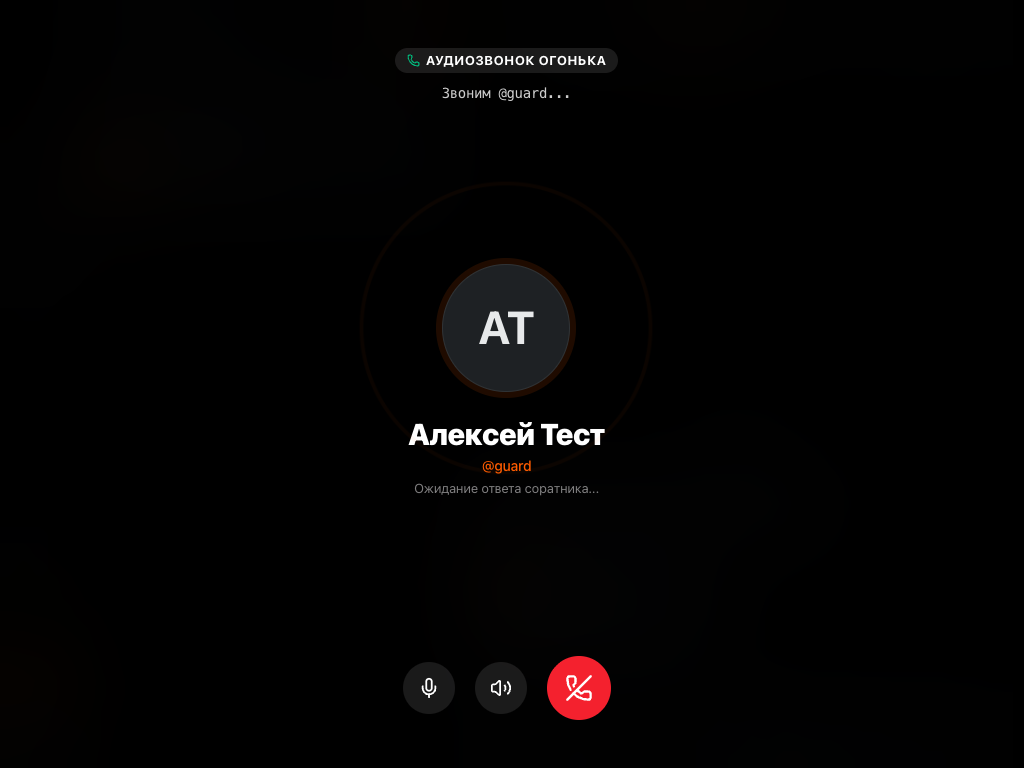 АУДИОЗВОНОК ОГОНЬКА
Звоним @guard...
АТ
Алексей Тест
@guard
Ожидание ответа соратника...